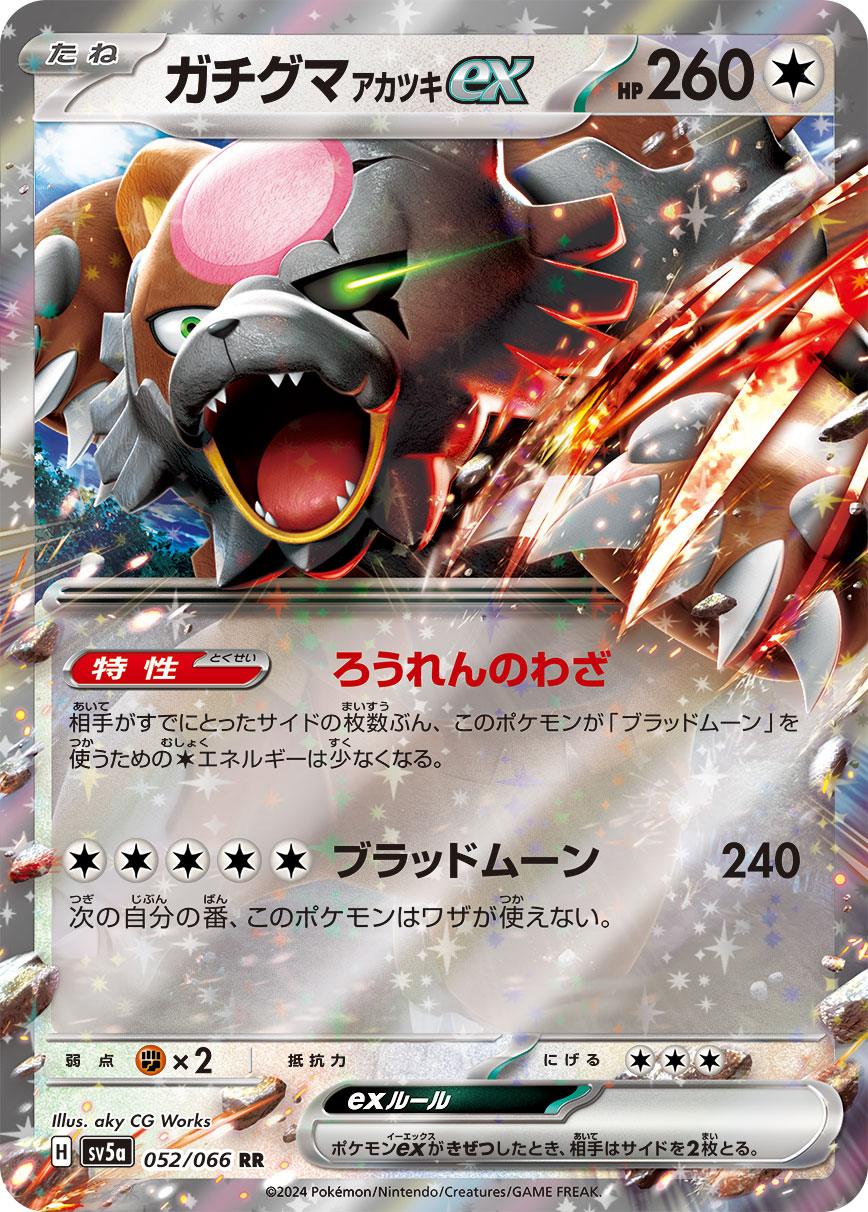 たね
ガチグマ アカツキ ex HP 260
特性 とくせい ろうれんのわざ
相手がすでにとったサイドの枚数ぶん、このポケモンが「ブラッドムーン」を
使うためのエネルギーは少なくなる。
ブラッドムーン 240
次の自分の番、このポケモンはワザが使えない。
弱点 ×2 抵抗力 にげる
exルール
ポケモンexがきぜつしたとき、相手はサイドを2枚とる。
Illus. aky CG Works
H sv5a 052/066 RR
©2024 Pokémon/Nintendo/Creatures/GAME FREAK.